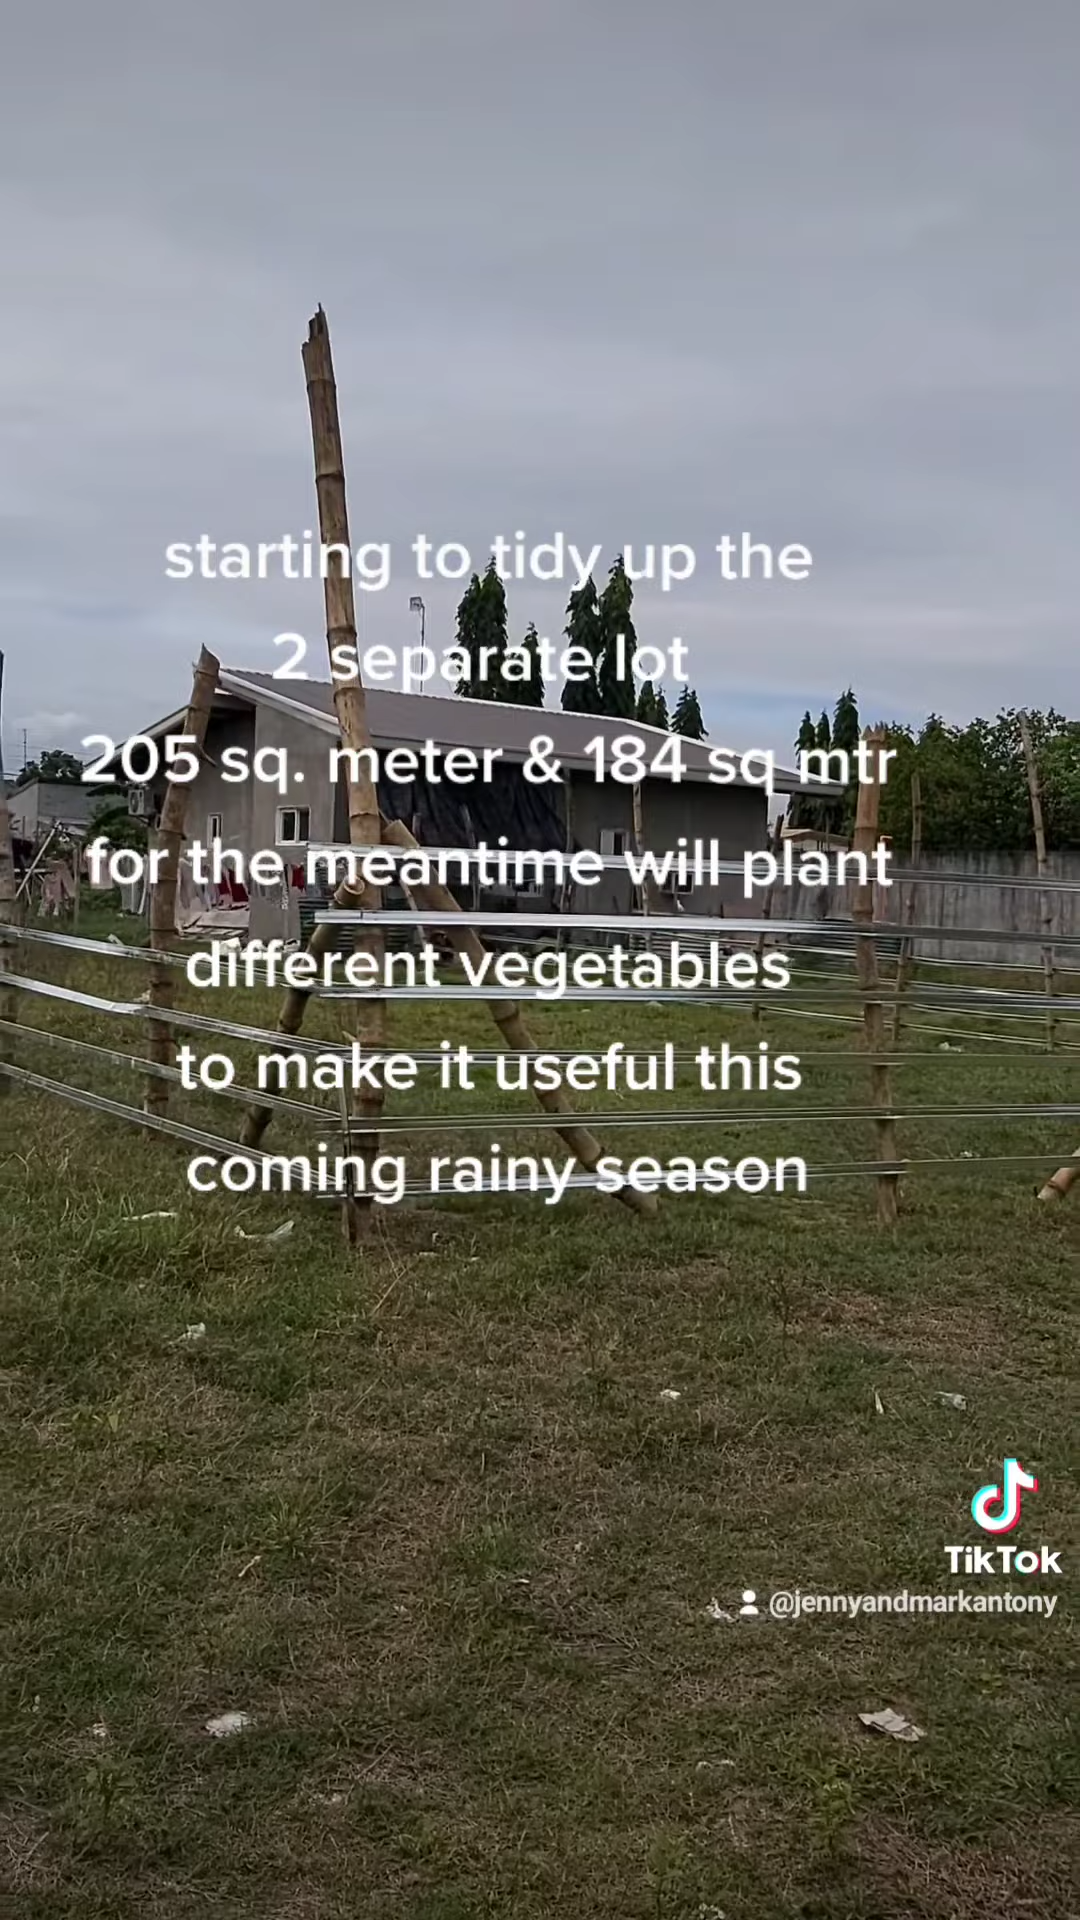 starting to tidy up the
2 separate lot
205 sq. meter & 184 sq mtr
for the meantime will plant
different vegetables
to make it useful this
coming rainy season
TikTok
@jennyandmarkantony